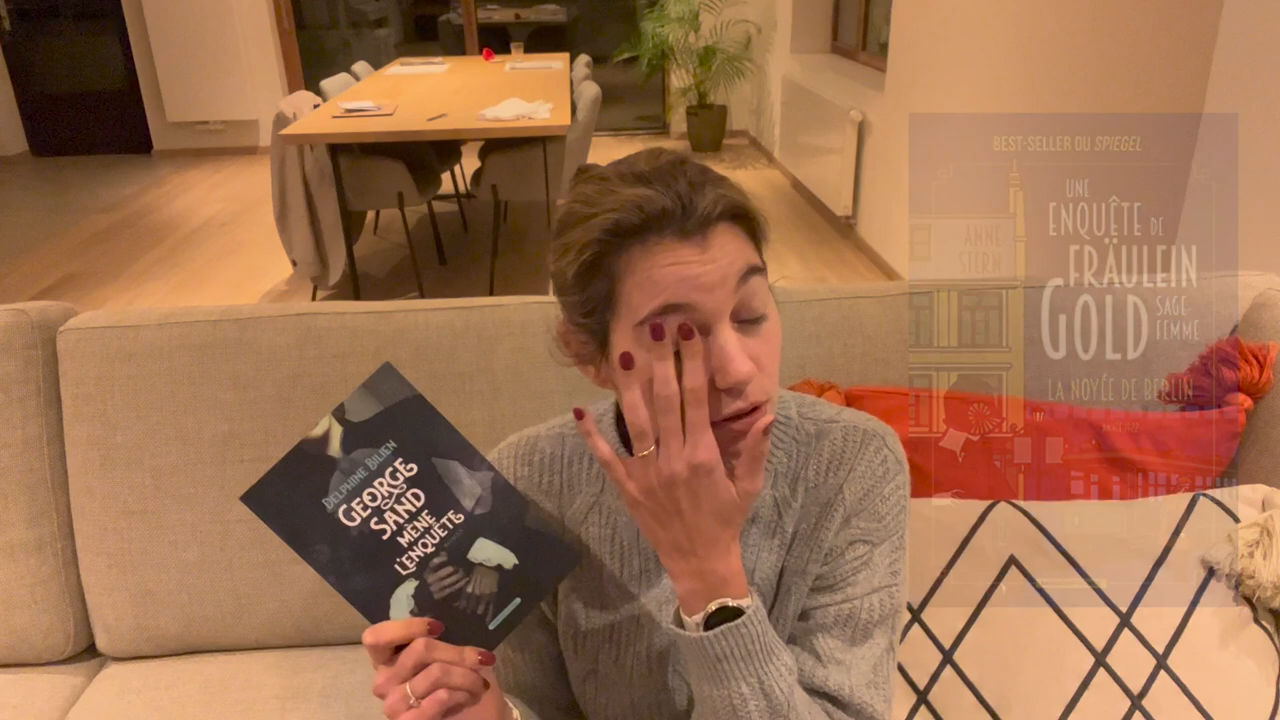 DELPHINE BILIEN
GEORGE
SAND
MÈNE
L'ENQUÊTE
BEST-SELLER DU SPIEGEL
UNE
ENQUÊTE DE
FRÄULEIN
GOLD
SAGE-
FEMME
ANNE
STERN
LA NOYÉE DE BERLIN